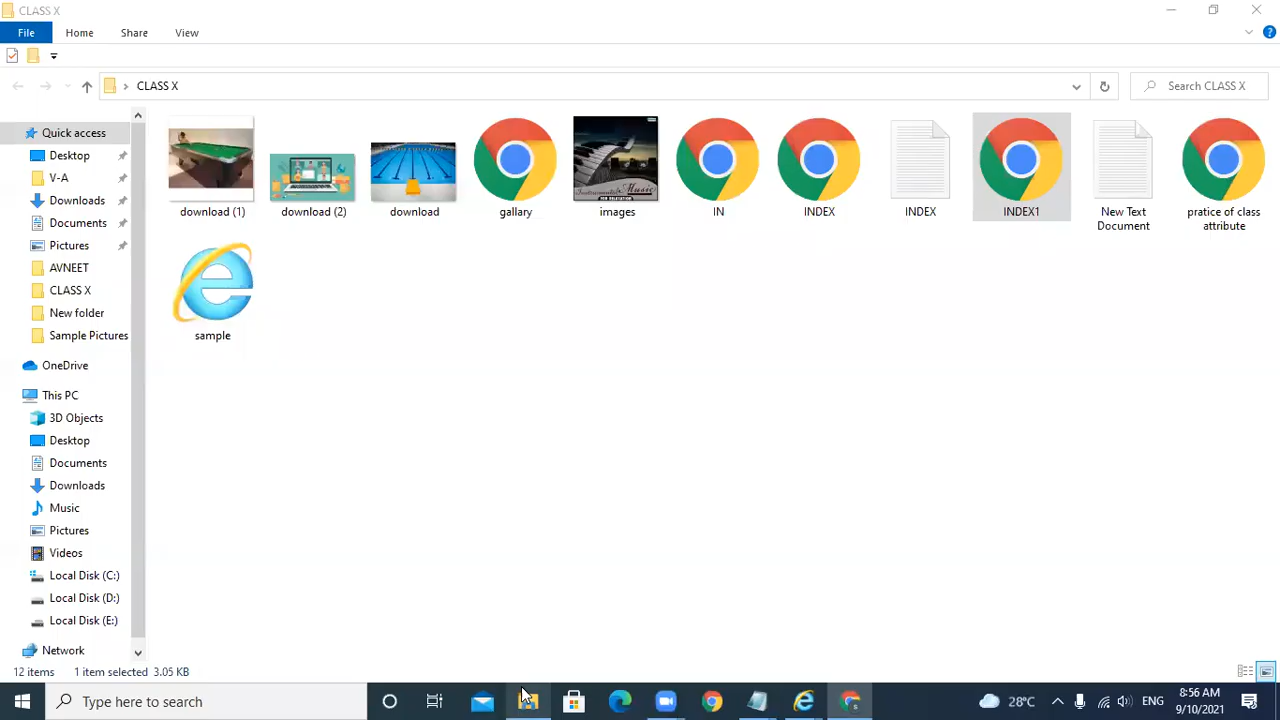 CLASS X
File
Home
Share
View
CLASS X
Search CLASS X
Quick access
Desktop
V-A
Downloads
Documents
Pictures
AVNEET
CLASS X
New folder
Sample Pictures
OneDrive
This PC
3D Objects
Desktop
Documents
Downloads
Music
Pictures
Videos
Local Disk (C:)
Local Disk (D:)
Local Disk (E:)
Network
download (1)
download (2)
download
gallary
images
IN
INDEX
INDEX
INDEX1
New Text
Document
pratice of class
attribute
sample
12 items
1 item selected 3.05 KB
Type here to search
28°C
ENG
8:56 AM
9/10/2021